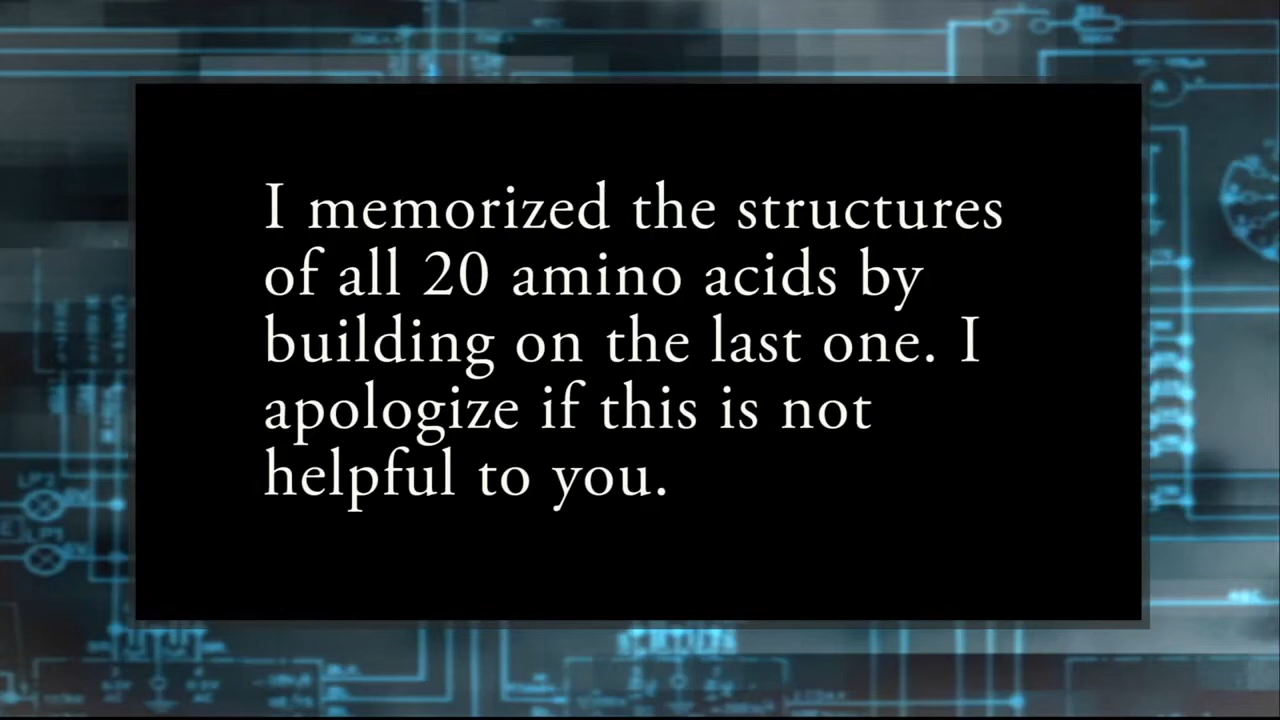 I memorized the structures
of all 20 amino acids by
building on the last one. I
apologize if this is not
helpful to you.